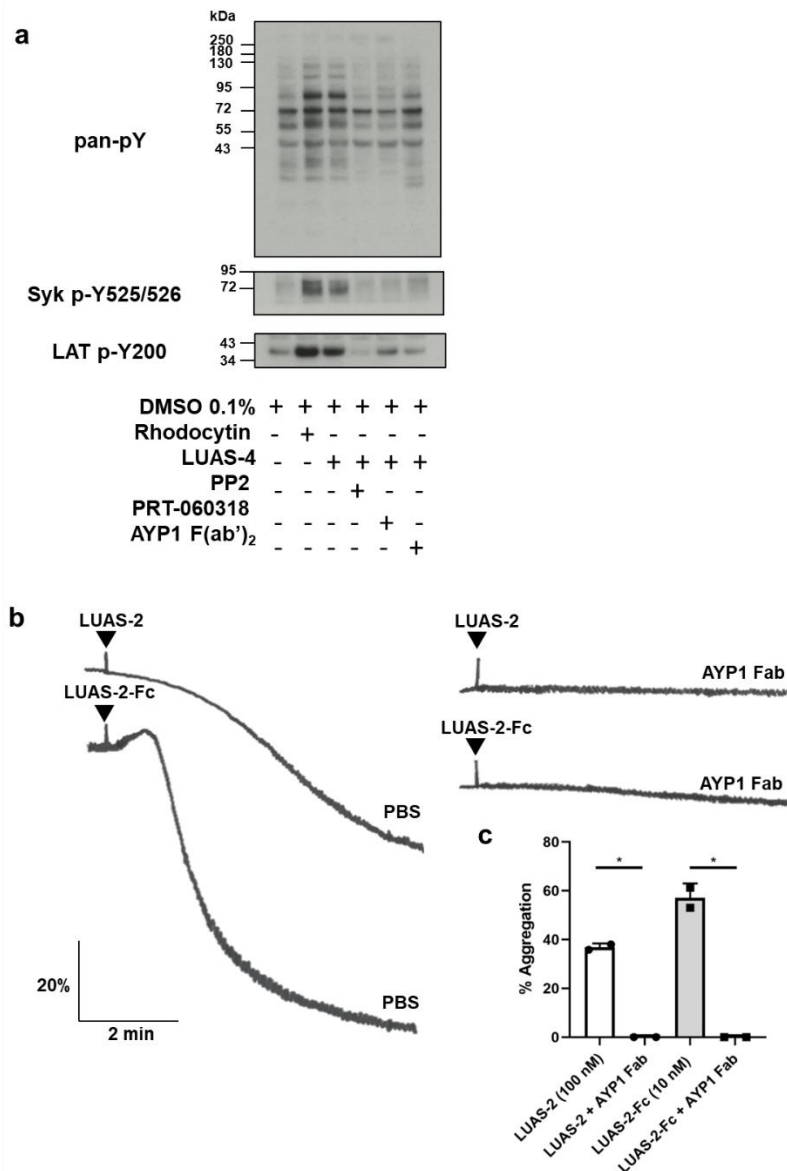 a
kDa
250
180
130
95
72
55
43
pan-pY
95
72
Syk p-Y525/526
43
34
LAT p-Y200
DMSO 0.1% + + + + + +
Rhodocytin - + - - - -
LUAS-4 - - + + + +
PP2 - - - + - -
PRT-060318 - - - - + -
AYP1 F(ab')₂ - - - - - +
b
LUAS-2
PBS
LUAS-2-Fc
PBS
20%
2 min
LUAS-2
AYP1 Fab
LUAS-2-Fc
AYP1 Fab
c
% Aggregation
80
60
40
20
0
* *
LUAS-2 (100 nM)
LUAS-2 + AYP1 Fab
LUAS-2-Fc (10 nM)
LUAS-2-Fc + AYP1 Fab